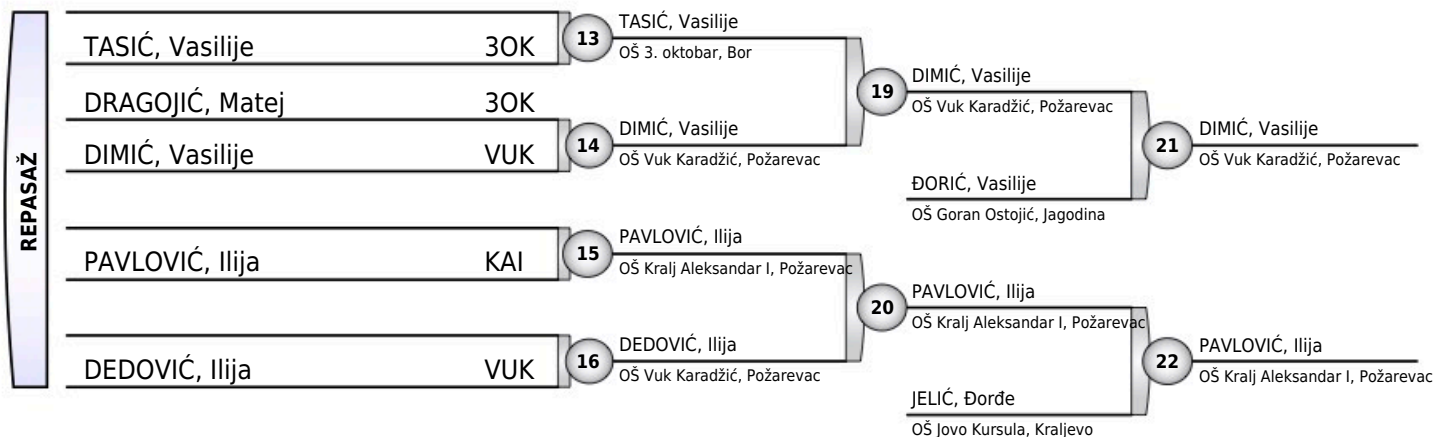 REPASAŽ
TASIĆ, Vasilije 3OK
DRAGOJIĆ, Matej 3OK
DIMIĆ, Vasilije VUK
PAVLOVIĆ, Ilija KAI
DEDOVIĆ, Ilija VUK
13
TASIĆ, Vasilije
OŠ 3. oktobar, Bor
14
DIMIĆ, Vasilije
OŠ Vuk Karadžić, Požarevac
15
PAVLOVIĆ, Ilija
OŠ Kralj Aleksandar I, Požarevac
16
DEDOVIĆ, Ilija
OŠ Vuk Karadžić, Požarevac
19
DIMIĆ, Vasilije
OŠ Vuk Karadžić, Požarevac
ĐORIĆ, Vasilije
OŠ Goran Ostojić, Jagodina
20
PAVLOVIĆ, Ilija
OŠ Kralj Aleksandar I, Požarevac
JELIĆ, Đorđe
OŠ Jovo Kursula, Kraljevo
21
DIMIĆ, Vasilije
OŠ Vuk Karadžić, Požarevac
22
PAVLOVIĆ, Ilija
OŠ Kralj Aleksandar I, Požarevac